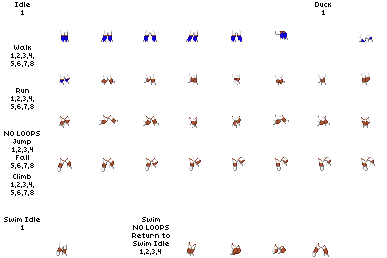 Idle
1
Duck
1
Walk
1,2,3,4,
5,6,7,8
Run
1,2,3,4,
5,6,7,8
NO LOOPS
Jump
1,2,3,4
Fall
5,6,7,8
Climb
1,2,3,4,
5,6,7,8
Swim Idle
1
Swim
NO LOOPS
Return to
Swim Idle
1,2,3,4